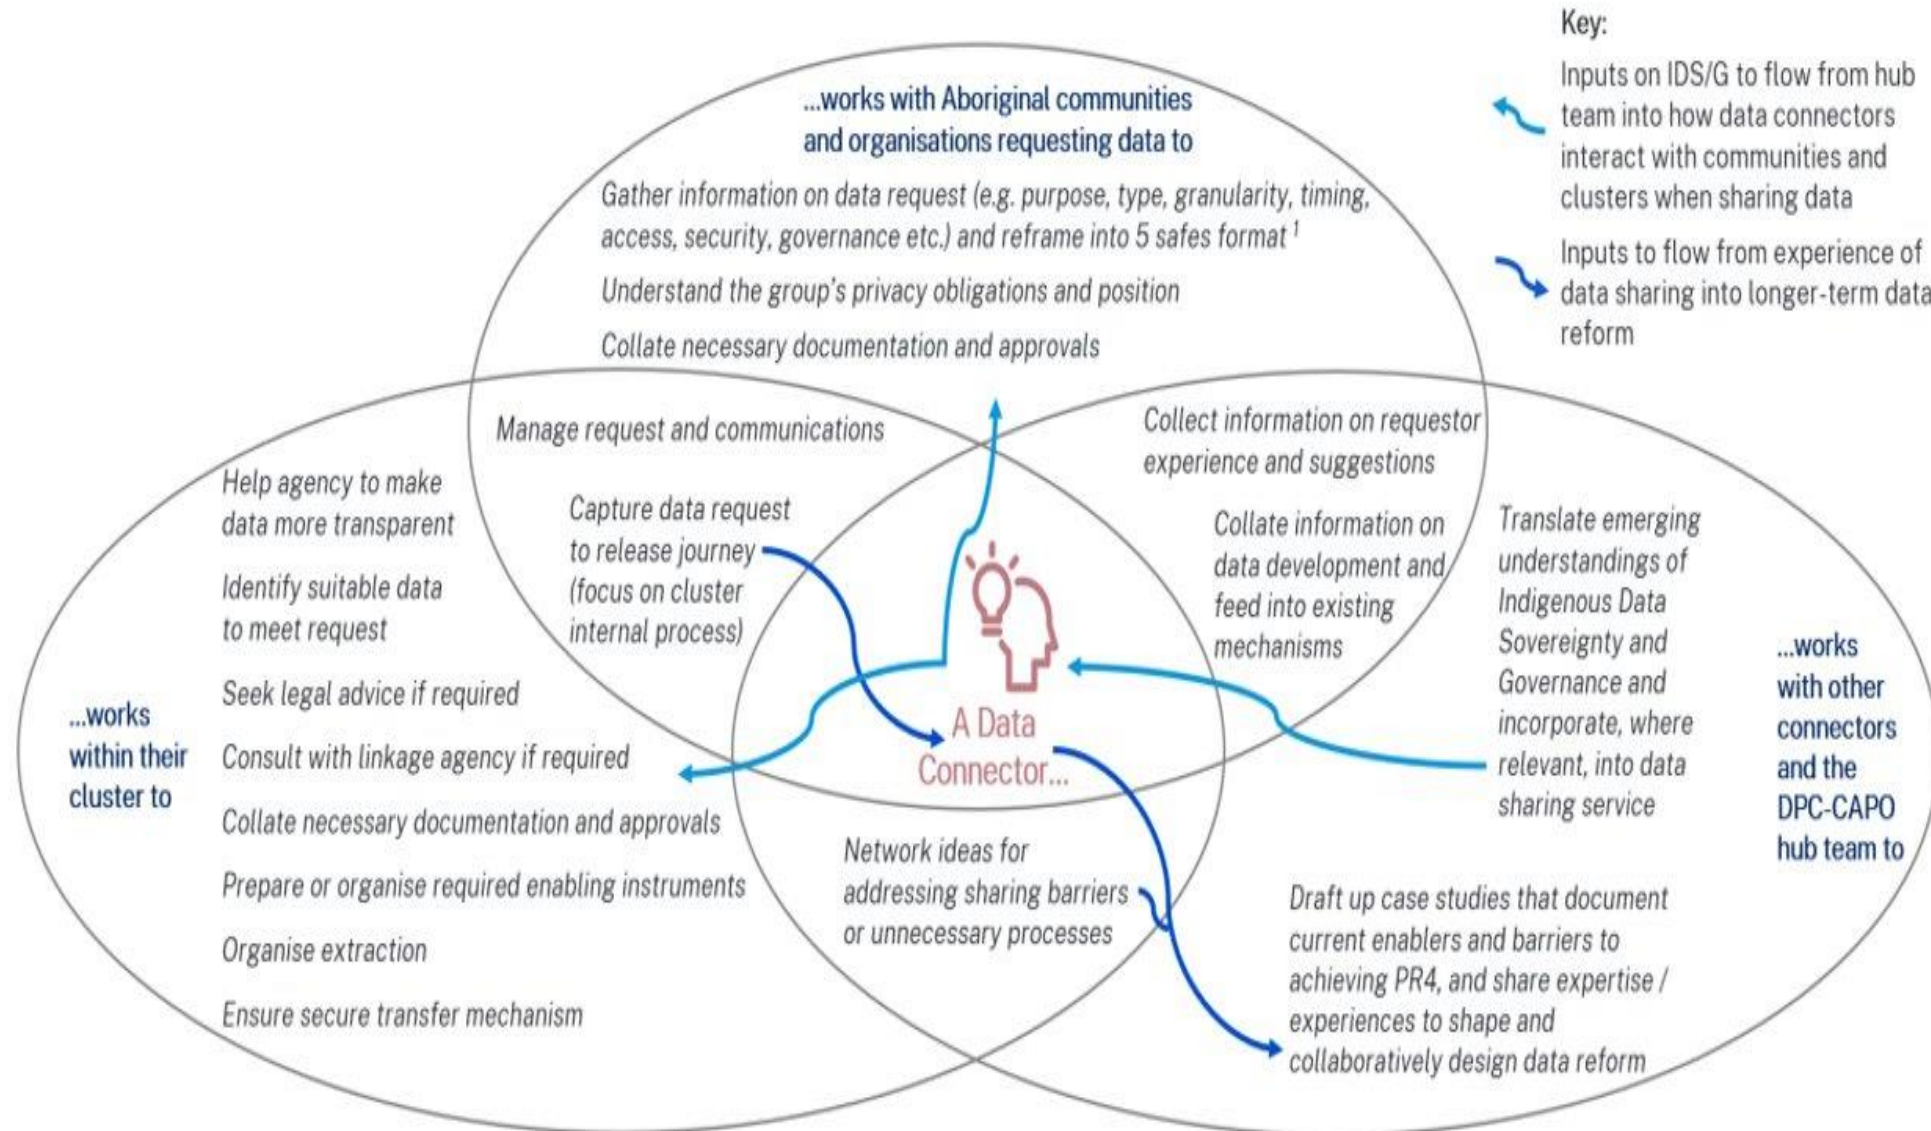 Key:
Inputs on IDS/G to flow from hub
team into how data connectors
interact with communities and
clusters when sharing data
Inputs to flow from experience of
data sharing into longer-term data
reform
...works with Aboriginal communities
and organisations requesting data to
Gather information on data request (e.g. purpose, type, granularity, timing,
access, security, governance etc.) and reframe into 5 safes format 1
Understand the group's privacy obligations and position
Collate necessary documentation and approvals
Manage request and communications
Capture data request
to release journey
(focus on cluster
internal process)
Collect information on requestor
experience and suggestions
Collate information on
data development and
feed into existing
mechanisms
...works
within their
cluster to
Help agency to make
data more transparent
Identify suitable data
to meet request
Seek legal advice if required
Consult with linkage agency if required
Collate necessary documentation and approvals
Prepare or organise required enabling instruments
Organise extraction
Ensure secure transfer mechanism
A Data
Connector...
Network ideas for
addressing sharing barriers
or unnecessary processes
Translate emerging
understandings of
Indigenous Data
Sovereignty and
Governance and
incorporate, where
relevant, into data
sharing service
...works
with other
connectors
and the
DPC-CAPO
hub team to
Draft up case studies that document
current enablers and barriers to
achieving PR4, and share expertise /
experiences to shape and
collaboratively design data reform